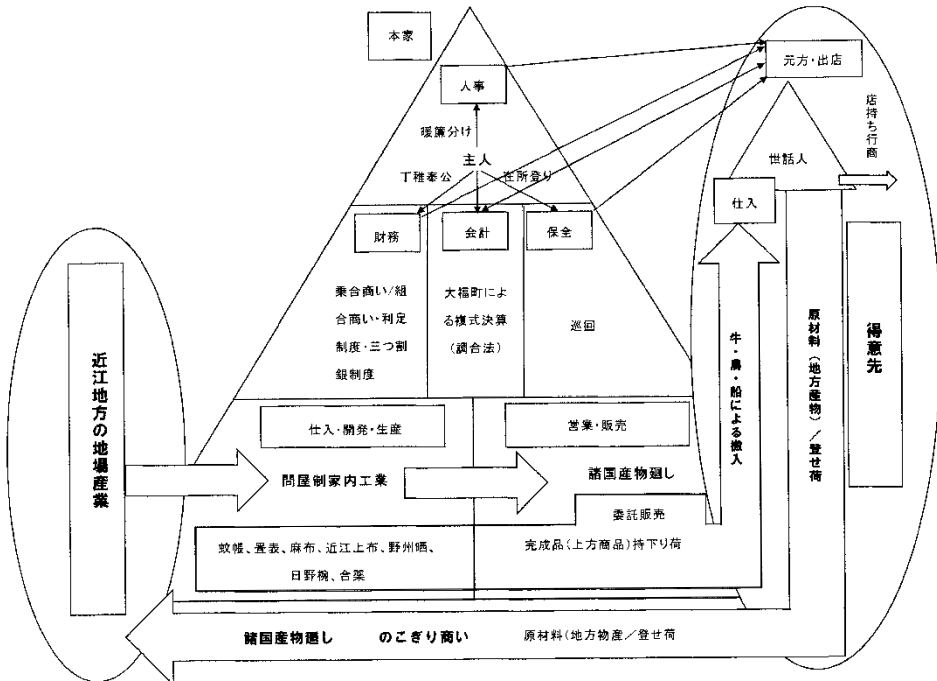 本家
元方・出店
人事
店持ち行商
暖簾分け
主人
世話人
丁稚奉公
在所登り
仕入
財務
会計
保全
乗合商い/組
合商い・利足
制度・三つ割
銀制度
大福町によ
る複式決算
(調合法)
巡回
近江地方の地場産業
牛・馬・船による搬入
原材料(地方産物)/登せ荷
得意先
仕入・開発・生産
営業・販売
問屋制家内工業
諸国産物廻し
委託販売
蚊帳、畳表、麻布、近江上布、野州晒、
日野椀、合薬
完成品(上方商品)持下り荷
諸国産物廻し
のこぎり商い
原材料(地方物産/登せ荷